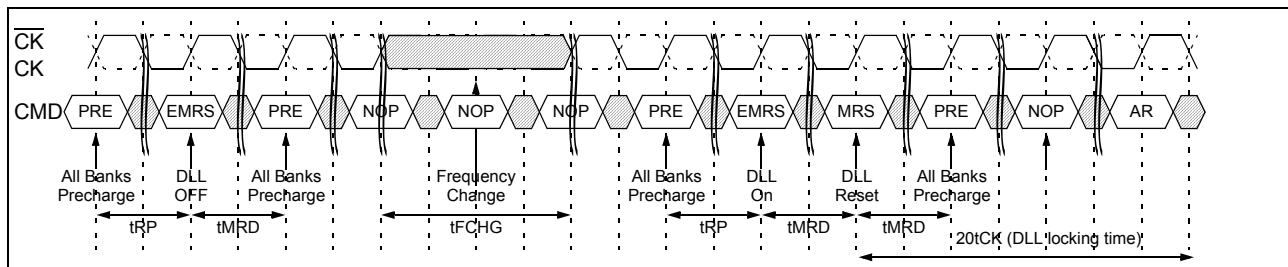 CK
CK
CMD PRE EMRS PRE NOP NOP NOP PRE EMRS MRS PRE NOP AR
All Banks Precharge
DLL OFF
All Banks Precharge
Frequency Change
All Banks Precharge
DLL On
DLL Reset
All Banks Precharge
tRP tMRD tFCHG tRP tMRD tMRD
20tCK (DLL locking time)